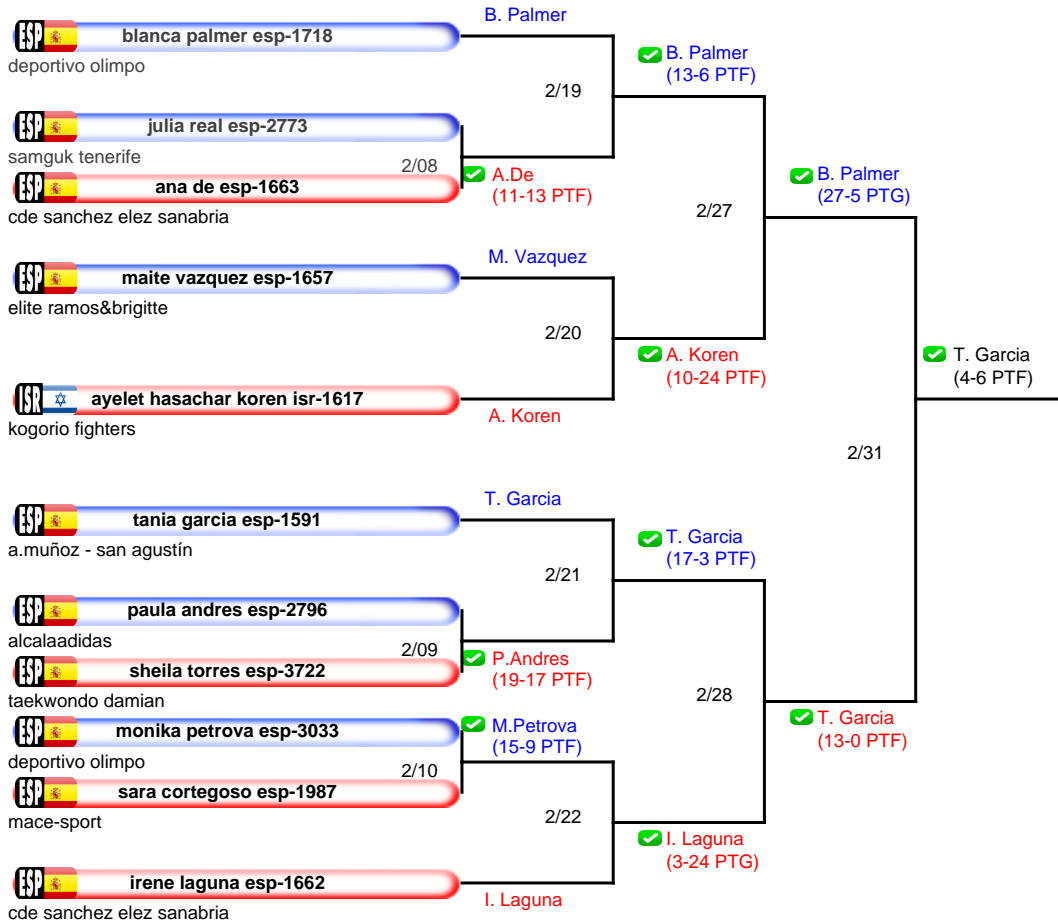 B. Palmer
ESP blanca palmer esp-1718
deportivo olimpo
B. Palmer
(13-6 PTF)
2/19
ESP julia real esp-2773
samguk tenerife
2/08
A.De
(11-13 PTF)
ESP ana de esp-1663
cde sanchez elez sanabria
B. Palmer
(27-5 PTG)
2/27
M. Vazquez
ESP maite vazquez esp-1657
elite ramos&brigitte
2/20
A. Koren
(10-24 PTF)
T. Garcia
(4-6 PTF)
ISR ayelet hasachar koren isr-1617
A. Koren
kogorio fighters
2/31
T. Garcia
ESP tania garcia esp-1591
a.muñoz - san agustín
T. Garcia
(17-3 PTF)
2/21
ESP paula andres esp-2796
alcalaadidas
2/09
P.Andres
(19-17 PTF)
ESP sheila torres esp-3722
taekwondo damian
2/28
M.Petrova
(15-9 PTF)
ESP monika petrova esp-3033
deportivo olimpo
T. Garcia
(13-0 PTF)
2/10
ESP sara cortegoso esp-1987
mace-sport
2/22
I. Laguna
(3-24 PTG)
ESP irene laguna esp-1662
I. Laguna
cde sanchez elez sanabria